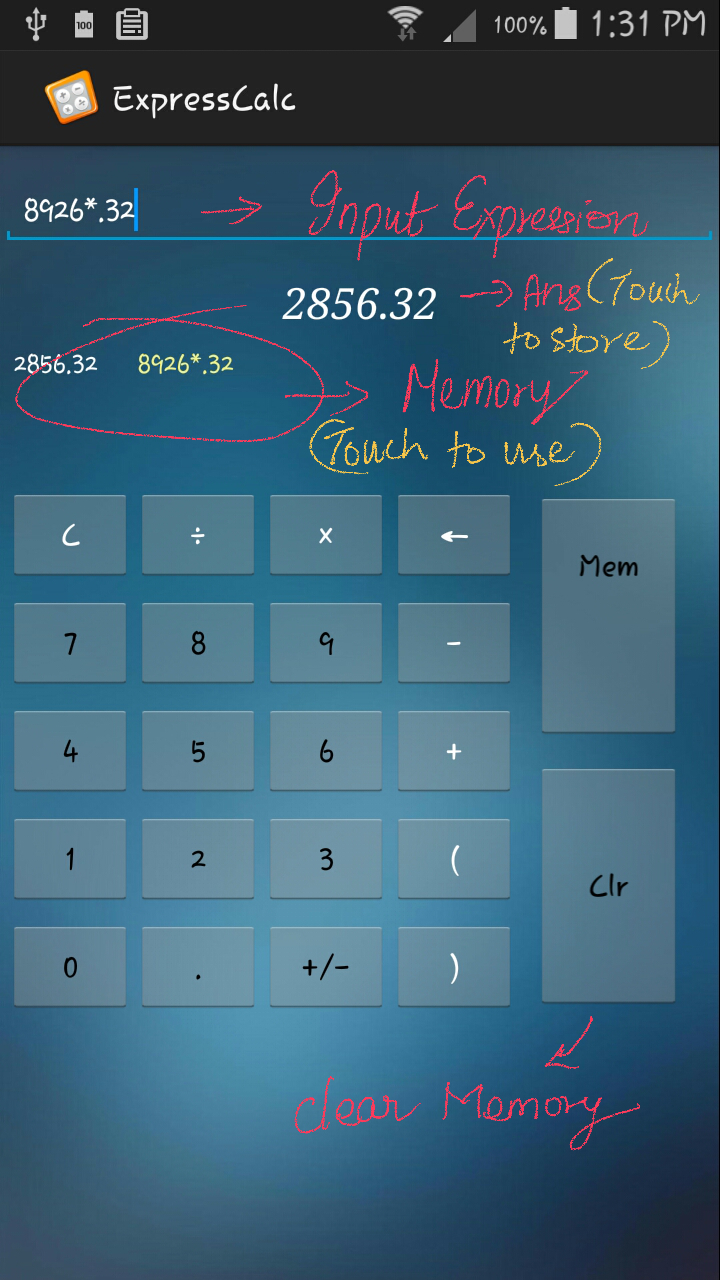 100 100% 1:31 PM
ExpressCalc
8926*.32 → Input Expression
2856.32 → Ans (Touch to store)
2856.32 8926*.32 → Memory
(Touch to use)
C ÷ × ← Mem
7 8 9 -
4 5 6 +
1 2 3 ( Clr
0 . +/- )
clear Memory